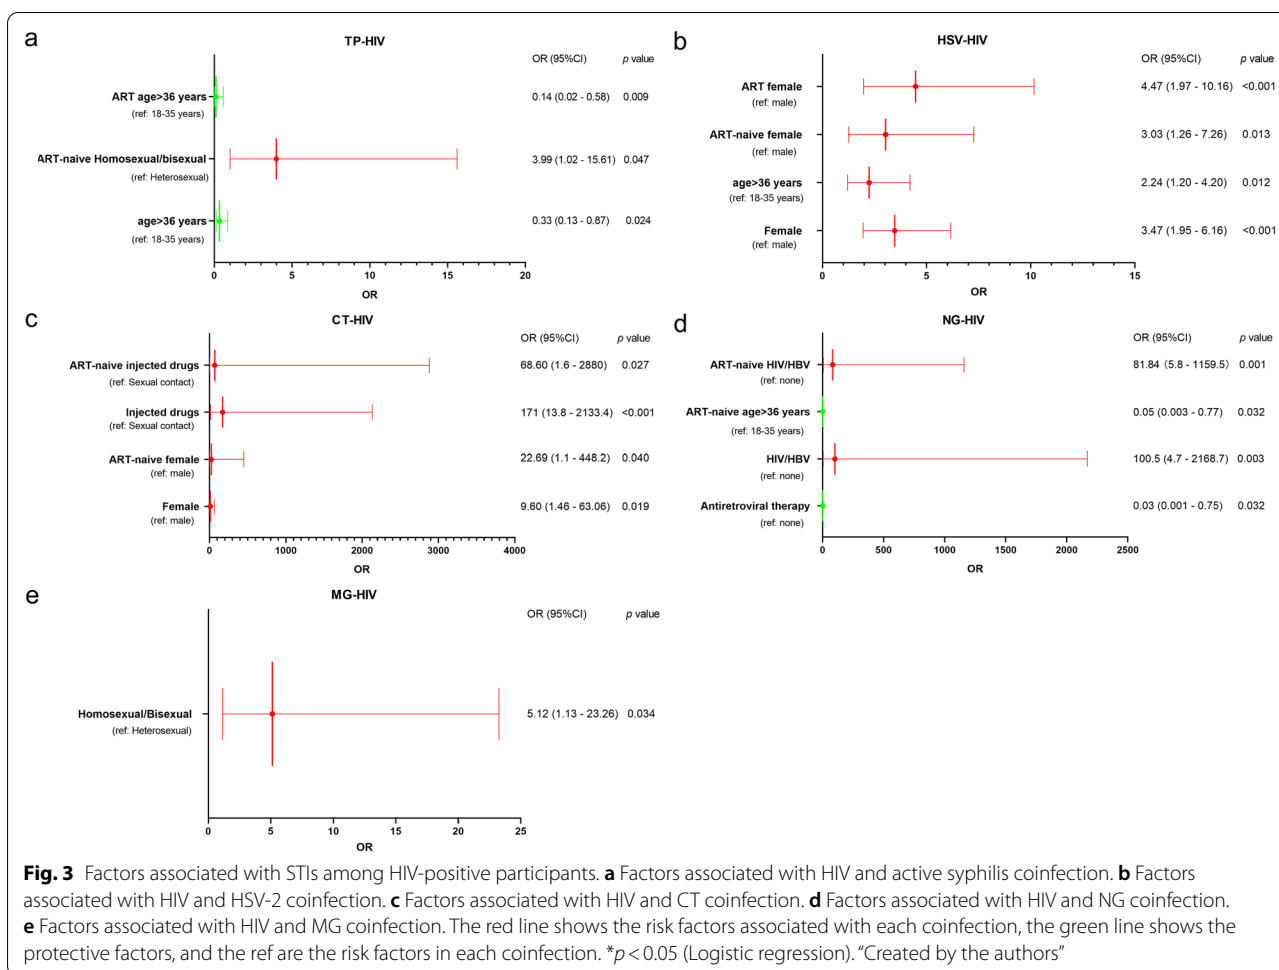 a
TP-HIV
OR (95%CI) p value
ART age>36 years
(ref: 18-35 years)
0.14 (0.02 - 0.58) 0.009
ART-naive Homosexual/bisexual
(ref: Heterosexual)
3.99 (1.02 - 15.61) 0.047
age>36 years
(ref: 18-35 years)
0.33 (0.13 - 0.87) 0.024
0 5 10 15 20
OR
b
HSV-HIV
OR (95%CI) p value
ART female
(ref: male)
4.47 (1.97 - 10.16) <0.001
ART-naive female
(ref: male)
3.03 (1.26 - 7.26) 0.013
age>36 years
(ref: 18-35 years)
2.24 (1.20 - 4.20) 0.012
Female
(ref: male)
3.47 (1.95 - 6.16) <0.001
0 5 10 15
OR
c
CT-HIV
OR (95%CI) p value
ART-naive injected drugs
(ref: Sexual contact)
68.60 (1.6 - 2880) 0.027
Injected drugs
(ref: Sexual contact)
171 (13.8 - 2133.4) <0.001
ART-naive female
(ref: male)
22.69 (1.1 - 448.2) 0.040
Female
(ref: male)
9.60 (1.46 - 63.06) 0.019
0 1000 2000 3000 4000
OR
d
NG-HIV
OR (95%CI) p value
ART-naive HIV/HBV
(ref: none)
81.84 (5.8 - 1159.5) 0.001
ART-naive age>36 years
(ref: 18-35 years)
0.05 (0.003 - 0.77) 0.032
HIV/HBV
(ref: none)
100.5 (4.7 - 2168.7) 0.003
Antiretroviral therapy
(ref: none)
0.03 (0.001 - 0.75) 0.032
0 500 1000 1500 2000 2500
OR
e
MG-HIV
OR (95%CI) p value
Homosexual/Bisexual
(ref: Heterosexual)
5.12 (1.13 - 23.26) 0.034
0 5 10 15 20 25
OR
Fig. 3 Factors associated with STIs among HIV-positive participants. a Factors associated with HIV and active syphilis coinfection. b Factors
associated with HIV and HSV-2 coinfection. c Factors associated with HIV and CT coinfection. d Factors associated with HIV and NG coinfection.
e Factors associated with HIV and MG coinfection. The red line shows the risk factors associated with each coinfection, the green line shows the
protective factors, and the ref are the risk factors in each coinfection. *p < 0.05 (Logistic regression). “Created by the authors”